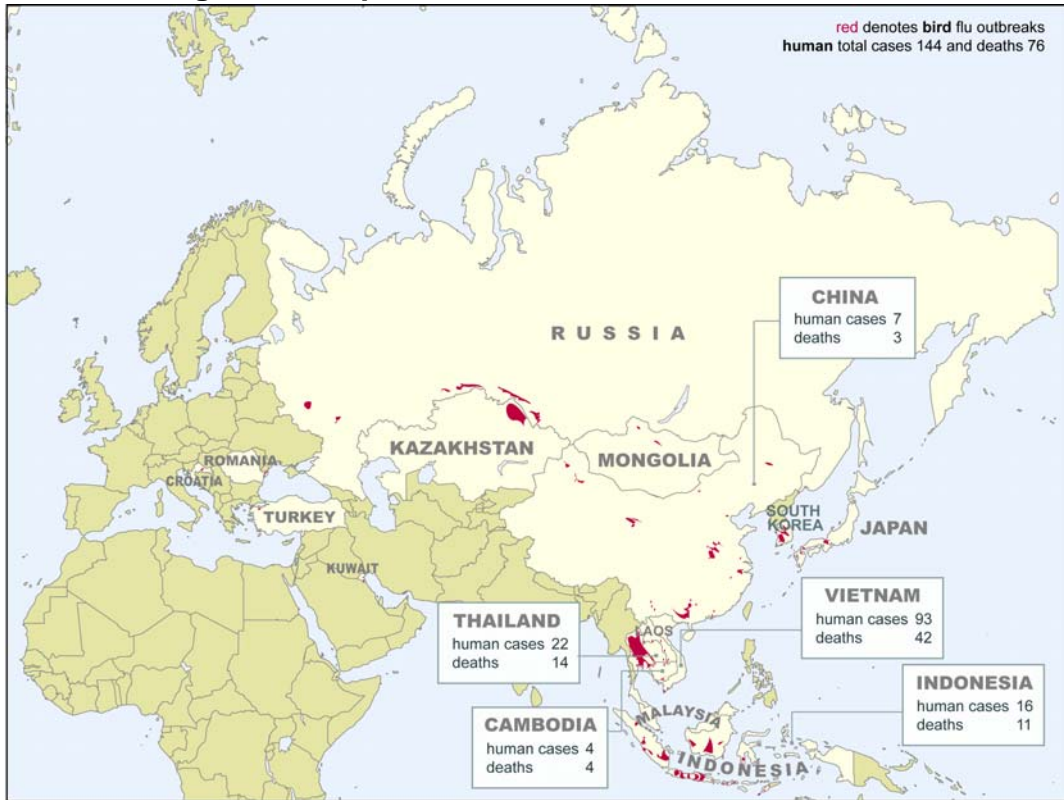 red denotes bird flu outbreaks
human total cases 144 and deaths 76
CHINA
human cases 7
deaths 3
RUSSIA
KAZAKHSTAN
MONGOLIA
ROMANIA
CROATIA
TURKEY
SOUTH
KOREA
JAPAN
KUWAIT
VIETNAM
human cases 93
deaths 42
THAILAND
human cases 22
deaths 14
LAOS
INDONESIA
human cases 16
deaths 11
CAMBODIA
human cases 4
deaths 4
MALAYSIA
INDONESIA